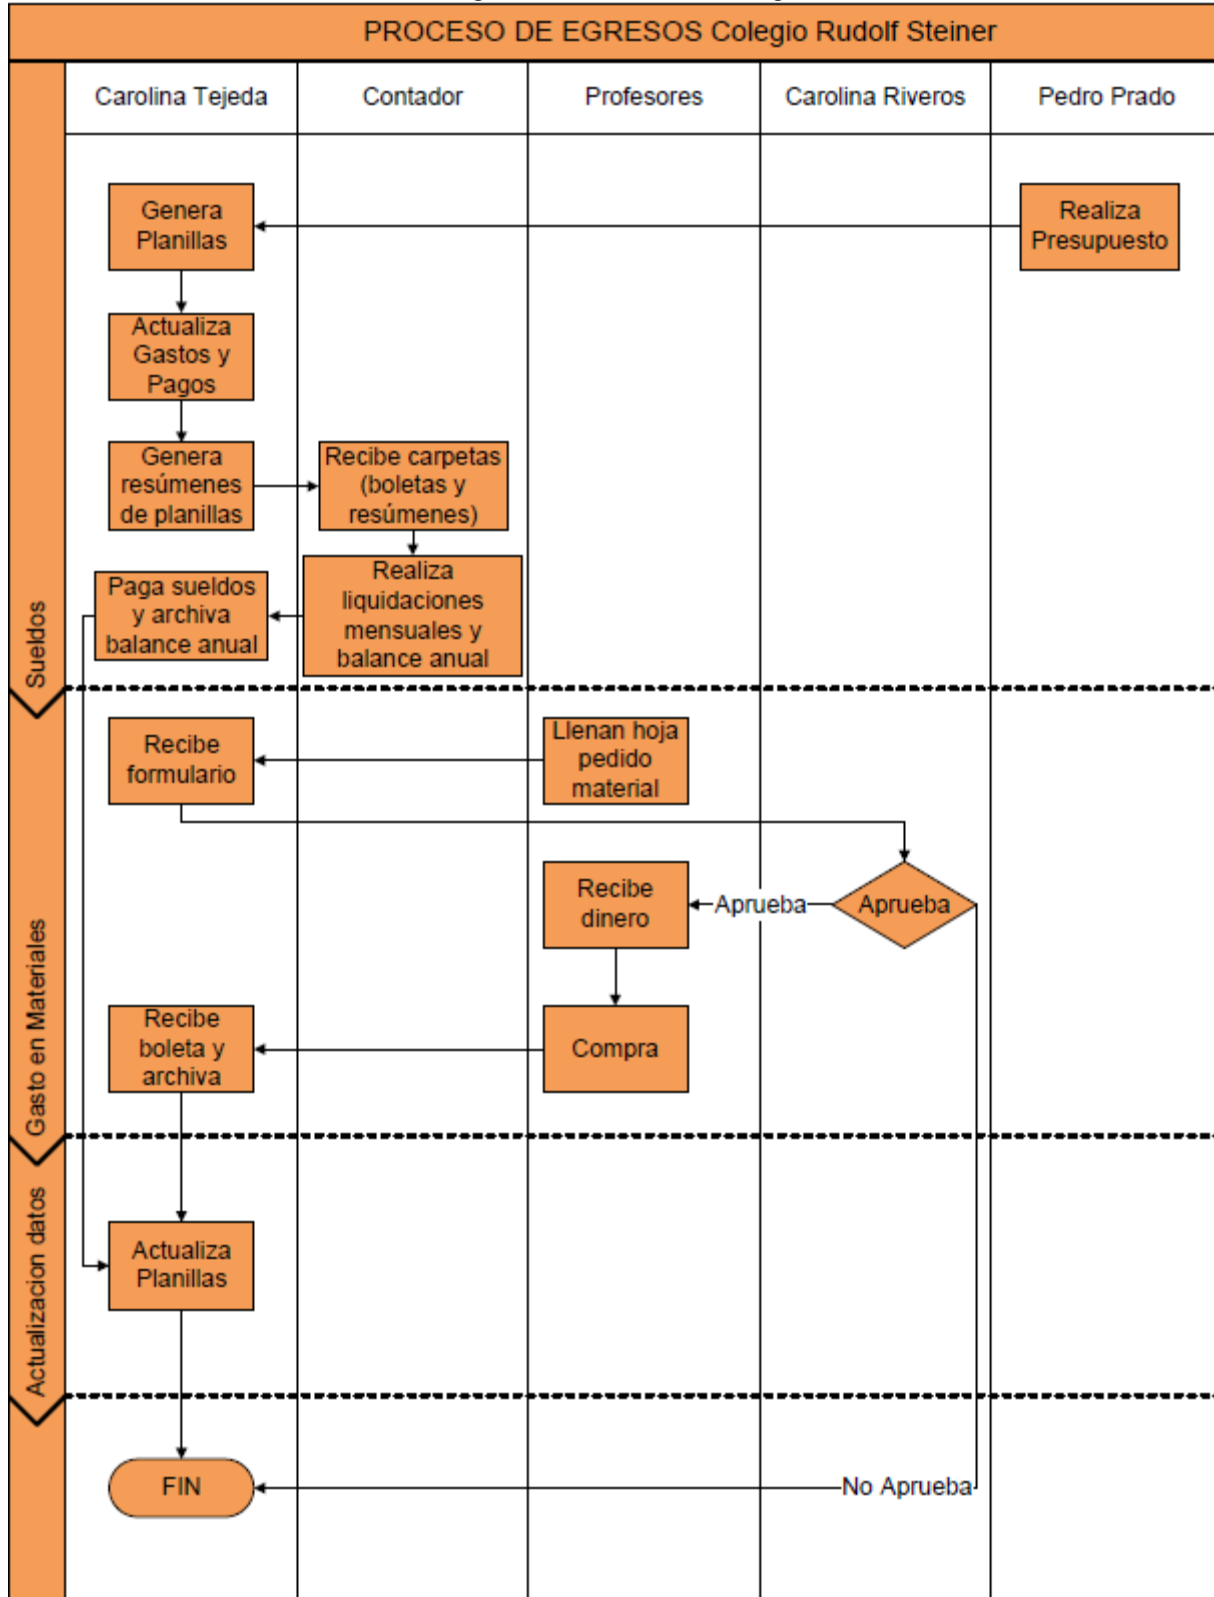 PROCESO DE EGRESOS Colegio Rudolf Steiner
Carolina Tejeda
Contador
Profesores
Carolina Riveros
Pedro Prado
Sueldos
Genera
Planillas
Realiza
Presupuesto
Actualiza
Gastos y
Pagos
Genera
resúmenes
de planillas
Recibe carpetas
(boletas y
resúmenes)
Paga sueldos
y archiva
balance anual
Realiza
liquidaciones
mensuales y
balance anual
Gasto en Materiales
Recibe
formulario
Llenan hoja
pedido
material
Recibe
dinero
Aprueba
Aprueba
Recibe
boleta y
archiva
Compra
Actualizacion datos
Actualiza
Planillas
FIN
No Aprueba